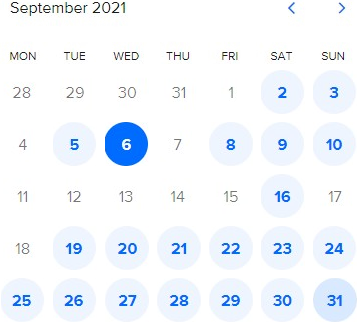 September 2021
MON TUE WED THU FRI SAT SUN
28 29 30 31 1 2 3
4 5 6 7 8 9 10
11 12 13 14 15 16 17
18 19 20 21 22 23 24
25 26 27 28 29 30 31